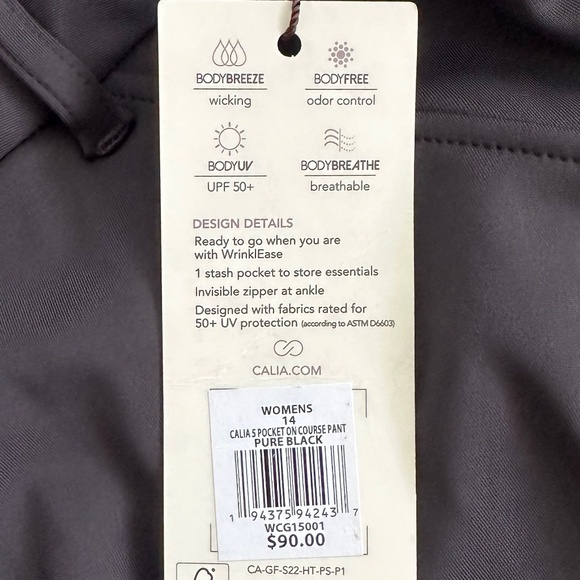 BODYBREEZE BODYFREE
wicking odor control
BODYUV BODYBREATHE
UPF 50+ breathable
DESIGN DETAILS
Ready to go when you are
with WrinklEase
1 stash pocket to store essentials
Invisible zipper at ankle
Designed with fabrics rated for
50+ UV protection (according to ASTM D6603)
CALIA.COM
WOMENS
14
CALIA 5 POCKET ON COURSE PANT
PURE BLACK
1 94375 94243 7
WCG15001
$90.00
CA-GF-S22-HT-PS-P1